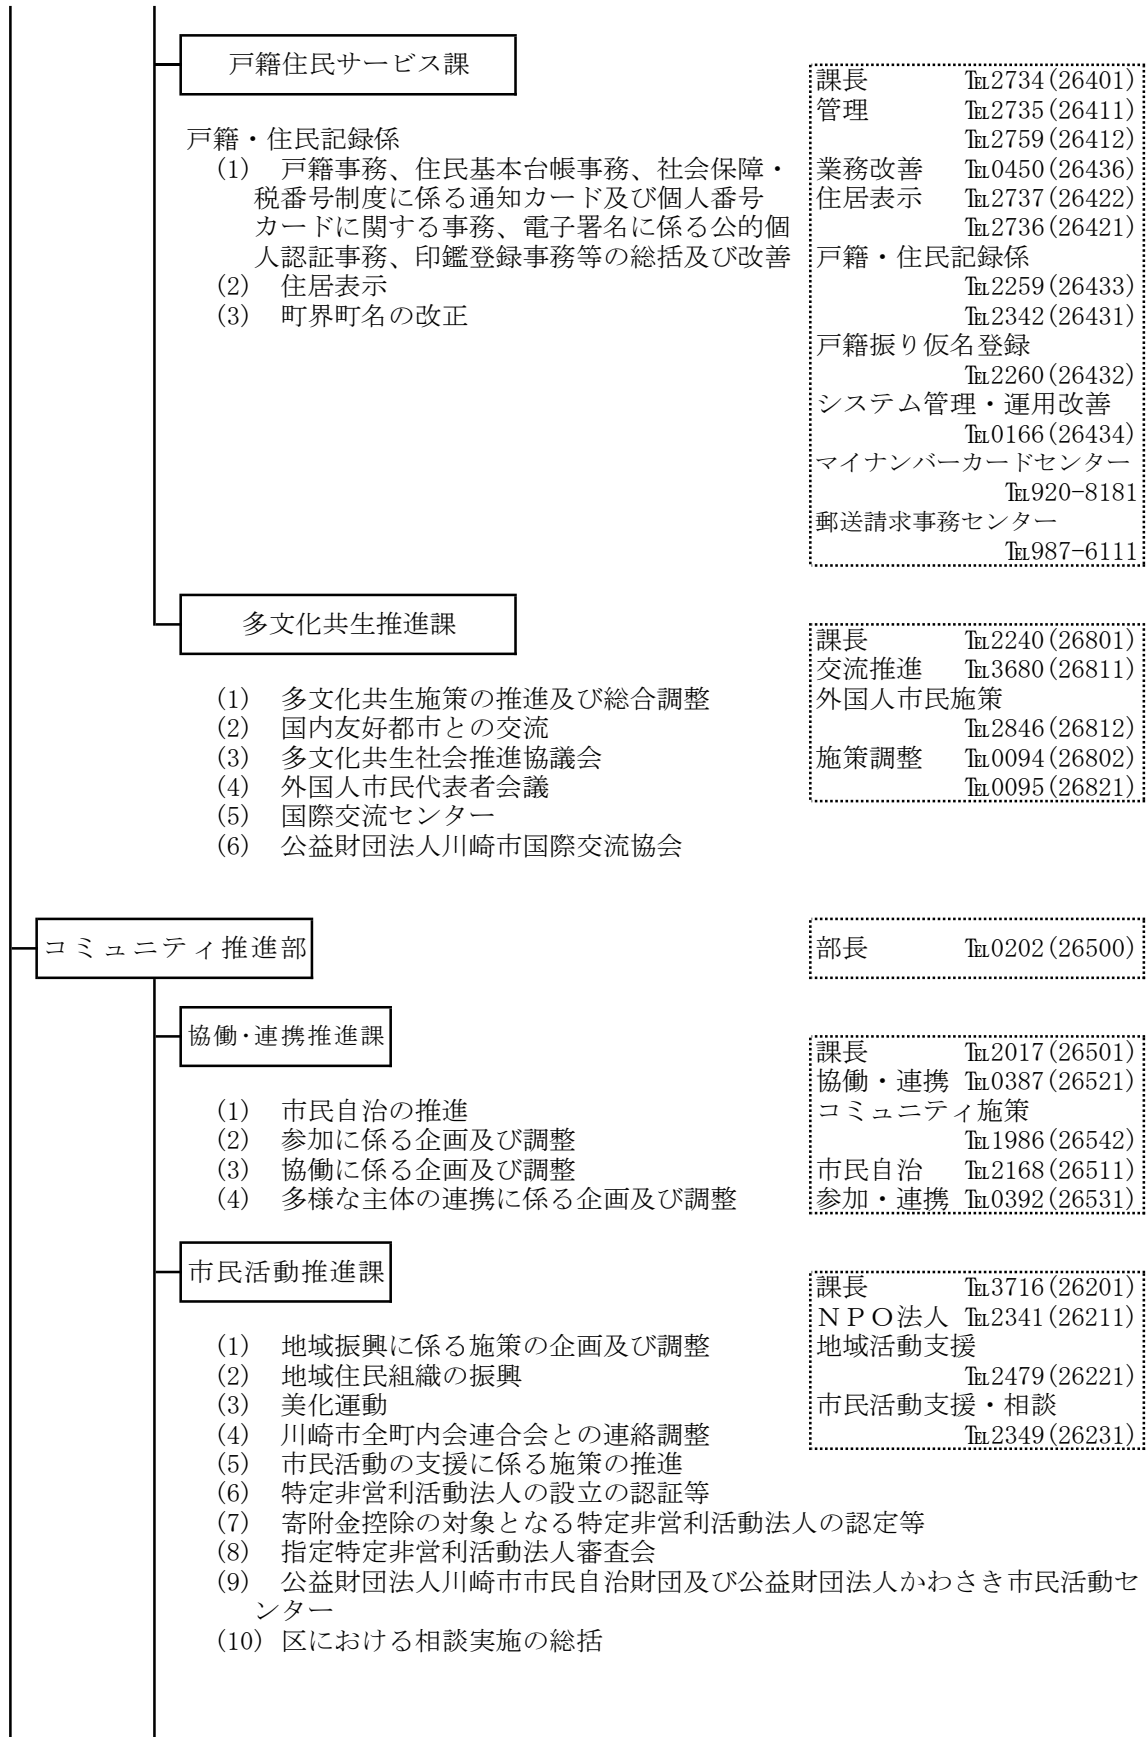 戸籍住民サービス課
課長 ℡2734(26401)
管理 ℡2735(26411)
℡2759(26412)
業務改善 ℡0450(26436)
住居表示 ℡2737(26422)
℡2736(26421)
戸籍・住民記録係
℡2259(26433)
℡2342(26431)
戸籍振り仮名登録
℡2260(26432)
システム管理・運用改善
℡0166(26434)
マイナンバーカードセンター
℡920-8181
郵送請求事務センター
℡987-6111
戸籍・住民記録係
(1) 戸籍事務、住民基本台帳事務、社会保障・
税番号制度に係る通知カード及び個人番号
カードに関する事務、電子署名に係る公的個
人認証事務、印鑑登録事務等の総括及び改善
(2) 住居表示
(3) 町界町名の改正
多文化共生推進課
課長 ℡2240(26801)
交流推進 ℡3680(26811)
外国人市民施策
℡2846(26812)
施策調整 ℡0094(26802)
℡0095(26821)
(1) 多文化共生施策の推進及び総合調整
(2) 国内友好都市との交流
(3) 多文化共生社会推進協議会
(4) 外国人市民代表者会議
(5) 国際交流センター
(6) 公益財団法人川崎市国際交流協会
コミュニティ推進部
部長 ℡0202(26500)
協働・連携推進課
課長 ℡2017(26501)
協働・連携 ℡0387(26521)
コミュニティ施策
℡1986(26542)
市民自治 ℡2168(26511)
参加・連携 ℡0392(26531)
(1) 市民自治の推進
(2) 参加に係る企画及び調整
(3) 協働に係る企画及び調整
(4) 多様な主体の連携に係る企画及び調整
市民活動推進課
課長 ℡3716(26201)
NPO法人 ℡2341(26211)
地域活動支援
℡2479(26221)
市民活動支援・相談
℡2349(26231)
(1) 地域振興に係る施策の企画及び調整
(2) 地域住民組織の振興
(3) 美化運動
(4) 川崎市全町内会連合会との連絡調整
(5) 市民活動の支援に係る施策の推進
(6) 特定非営利活動法人の設立の認証等
(7) 寄附金控除の対象となる特定非営利活動法人の認定等
(8) 指定特定非営利活動法人審査会
(9) 公益財団法人川崎市市民自治財団及び公益財団法人かわさき市民活動セ
ンター
(10) 区における相談実施の総括